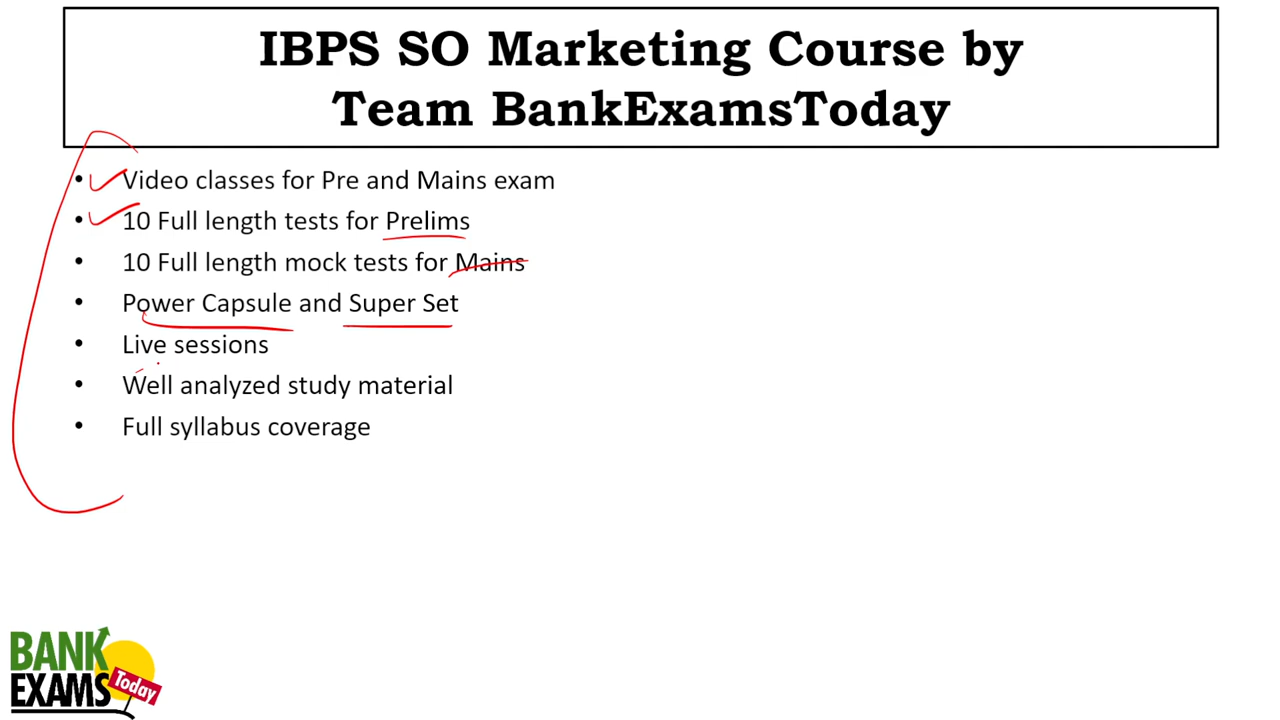 IBPS SO Marketing Course by
Team BankExamsToday
• Video classes for Pre and Mains exam
• 10 Full length tests for Prelims
• 10 Full length mock tests for Mains
• Power Capsule and Super Set
• Live sessions
• Well analyzed study material
• Full syllabus coverage
BANK
EXAMS
Today